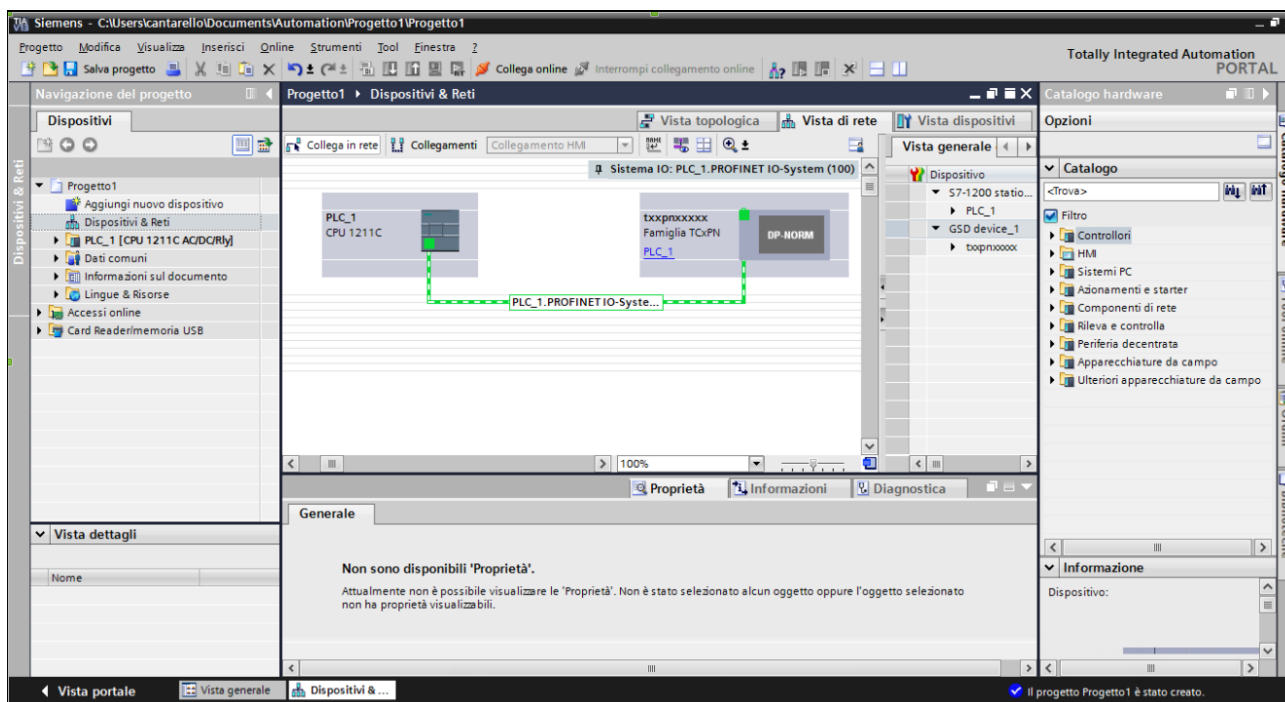 Siemens - C:\Users\cantarello\Documents\Automation\Progetto1\Progetto1
Progetto Modifica Visualizza Inserisci Online Strumenti Tool Finestra ?
Totally Integrated Automation
PORTAL
Salva progetto Collega online Interrompi collegamento online
Navigazione del progetto
Progetto1 Dispositivi & Reti
Catalogo hardware
Dispositivi
Vista topologica Vista di rete Vista dispositivi
Opzioni
Collega in rete Collegamenti Collegamento HMI
Vista generale
Catalogo
Sistema IO: PLC_1.PROFINET IO-System (100)
Dispositivo
<Trova>
Filtro
Progetto1
Aggiungi nuovo dispositivo
Dispositivi & Reti
PLC_1 [CPU 1211C AC/DC/Rly]
Dati comuni
Informazioni sul documento
Lingue & Risorse
Accessi online
Card Reader/memoria USB
Dispositivi & Reti
PLC_1
CPU 1211C
txxpnxxxxx
Famiglia TCxPN
PLC_1
DP-NORM
PLC_1.PROFINET IO-Syste...
S7-1200 statio...
PLC_1
GSD device_1
txxpnxxxxx
Controllori
HMI
Sistemi PC
Azionamenti e starter
Componenti di rete
Rileva e controlla
Periferia decentrata
Apparecchiature da campo
Ulteriori apparecchiature da campo
100%
Proprietà Informazioni Diagnostica
Generale
Non sono disponibili 'Proprietà'.
Attualmente non è possibile visualizzare le 'Proprietà'. Non è stato selezionato alcun oggetto oppure l'oggetto selezionato
non ha proprietà visualizzabili.
Vista dettagli
Nome
Informazione
Dispositivo:
Vista portale Vista generale Dispositivi & ...
Il progetto Progetto1 è stato creato.